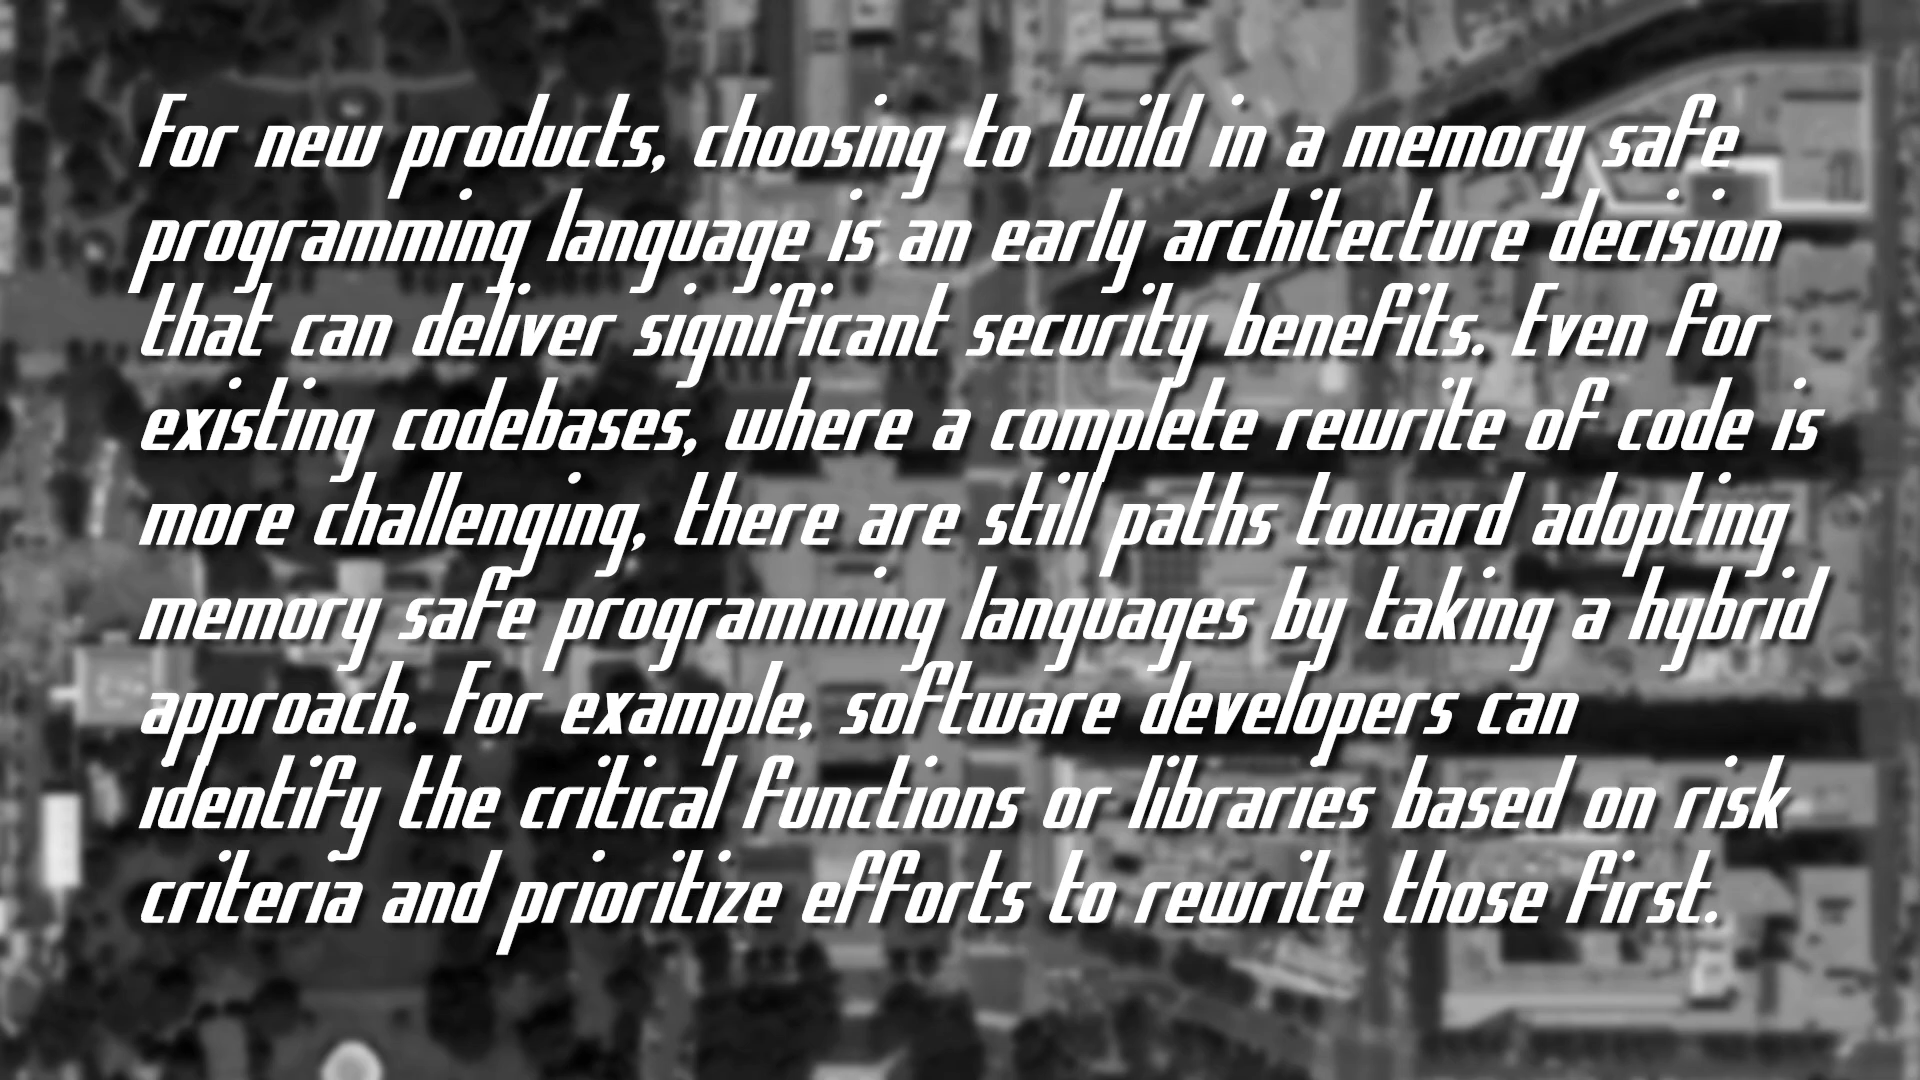 For new products, choosing to build in a memory safe
programming language is an early architecture decision
that can deliver significant security benefits. Even for
existing codebases, where a complete rewrite of code is
more challenging, there are still paths toward adopting
memory safe programming languages by taking a hybrid
approach. For example, software developers can
identify the critical functions or libraries based on risk
criteria and prioritize efforts to rewrite those first.